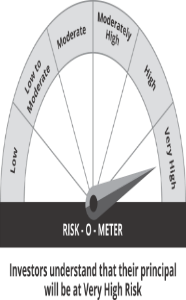 Low
Low to
Moderate
Moderate
Moderately
High
High
Very High
RISK - O - METER
Investors understand that their principal
will be at Very High Risk